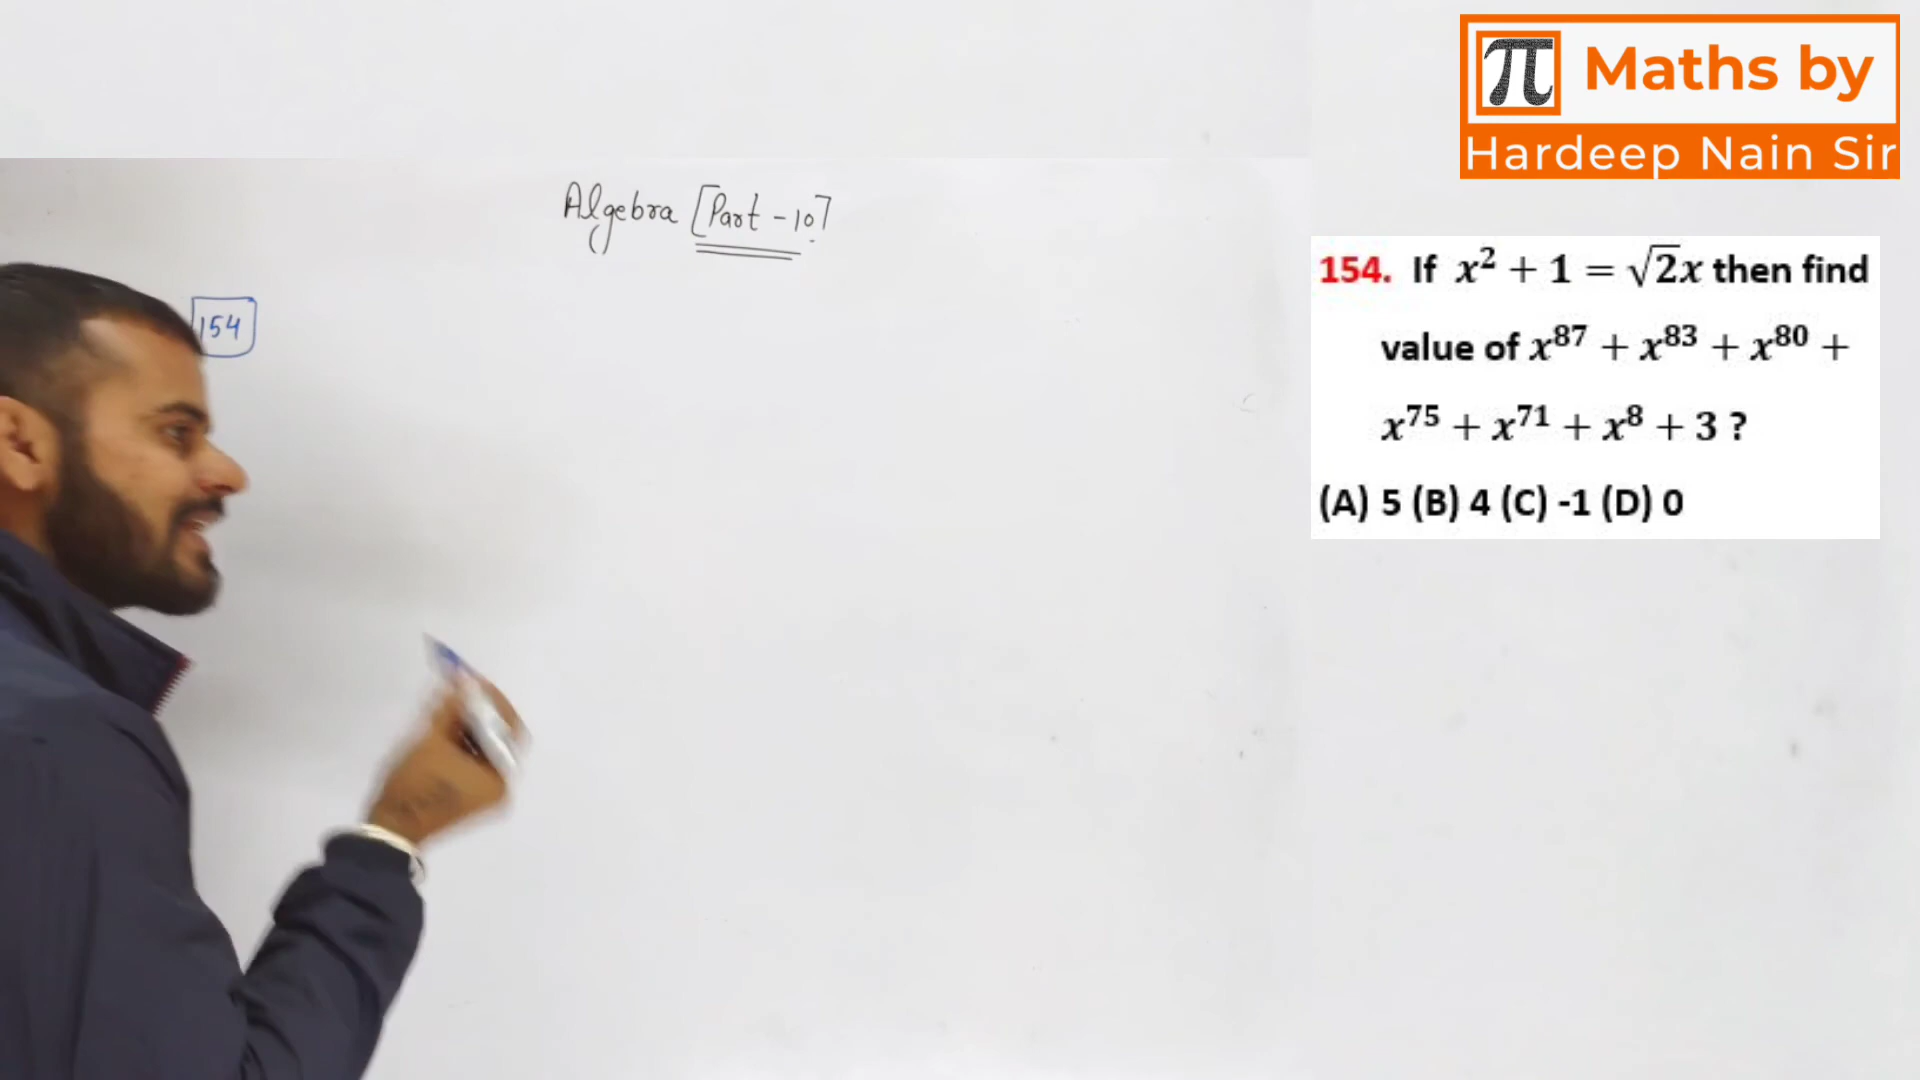 π Maths by
Hardeep Nain Sir
Algebra [Part - 10]
154
154. If x² + 1 = √2x then find
value of x⁸⁷ + x⁸³ + x⁸⁰ +
x⁷⁵ + x⁷¹ + x⁸ + 3 ?
(A) 5 (B) 4 (C) -1 (D) 0